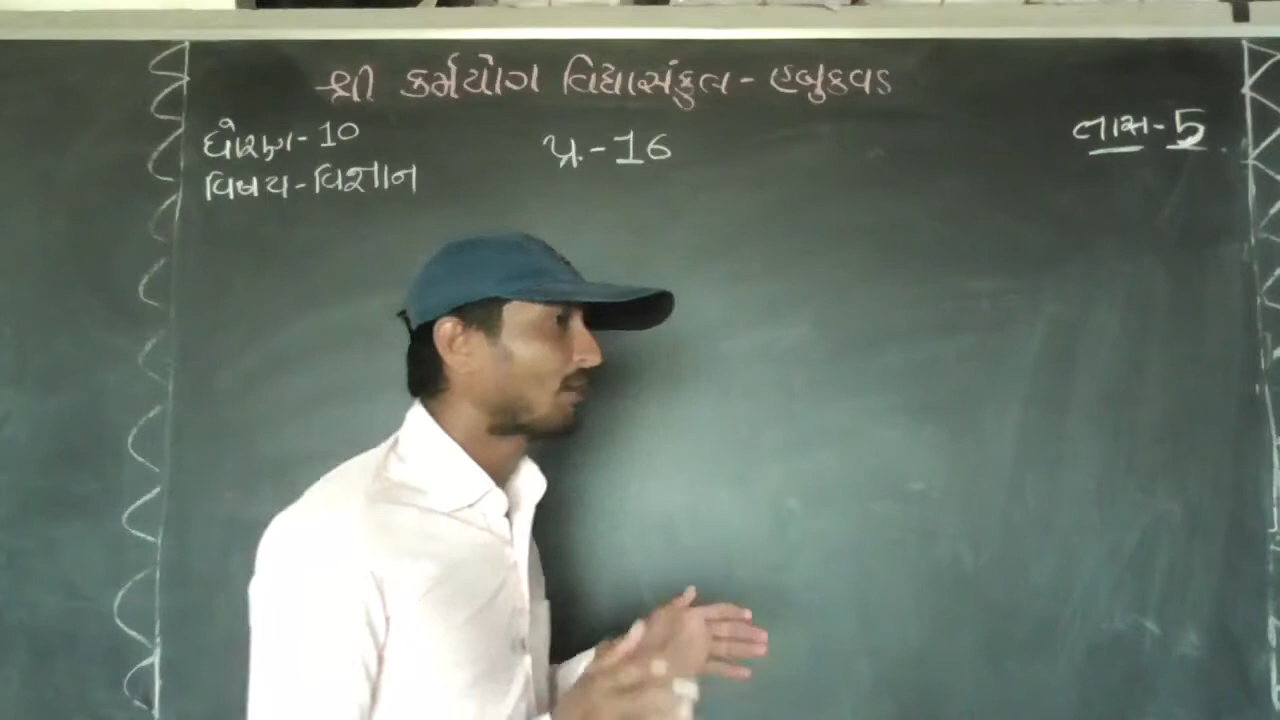 શ્રી કર્મયોગ વિદ્યાસંકુલ - હબુકવડ
ધોરણ - 10
પ્ર. - 16
ભાગ - 5
વિષય - વિજ્ઞાન